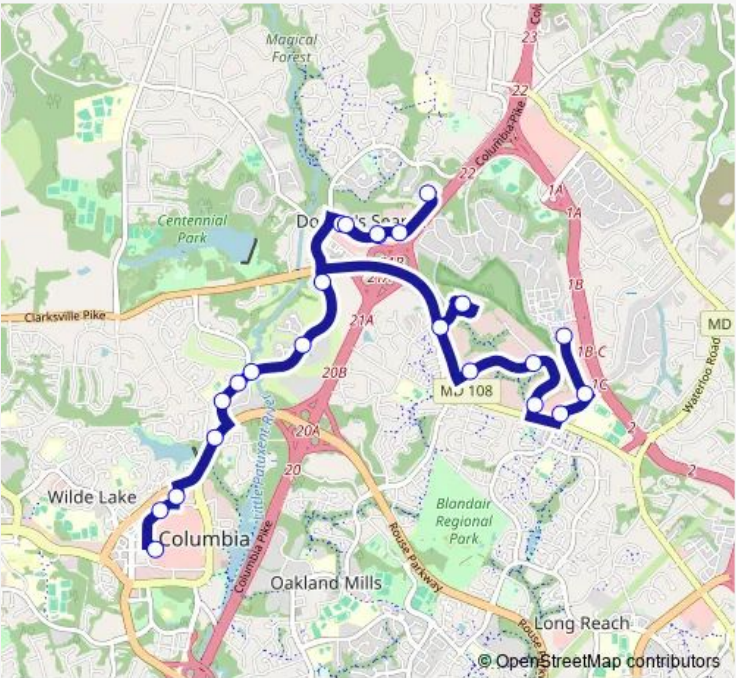 23
Magical
Forest
22
Columbia Pike
22
1A
1A
Centennial
Park
21A
1B
Clarksville Pike
MD
20B
1B-C
1C
MD 108
Waterloo Road
20A
2
2
20
Little Patuxent River
Wilde Lake
Columbia
Columbia Pike
Blandair
Regional
Park
Rouse Parkway
Oakland Mills
Long Reach
© OpenStreetMap contributors